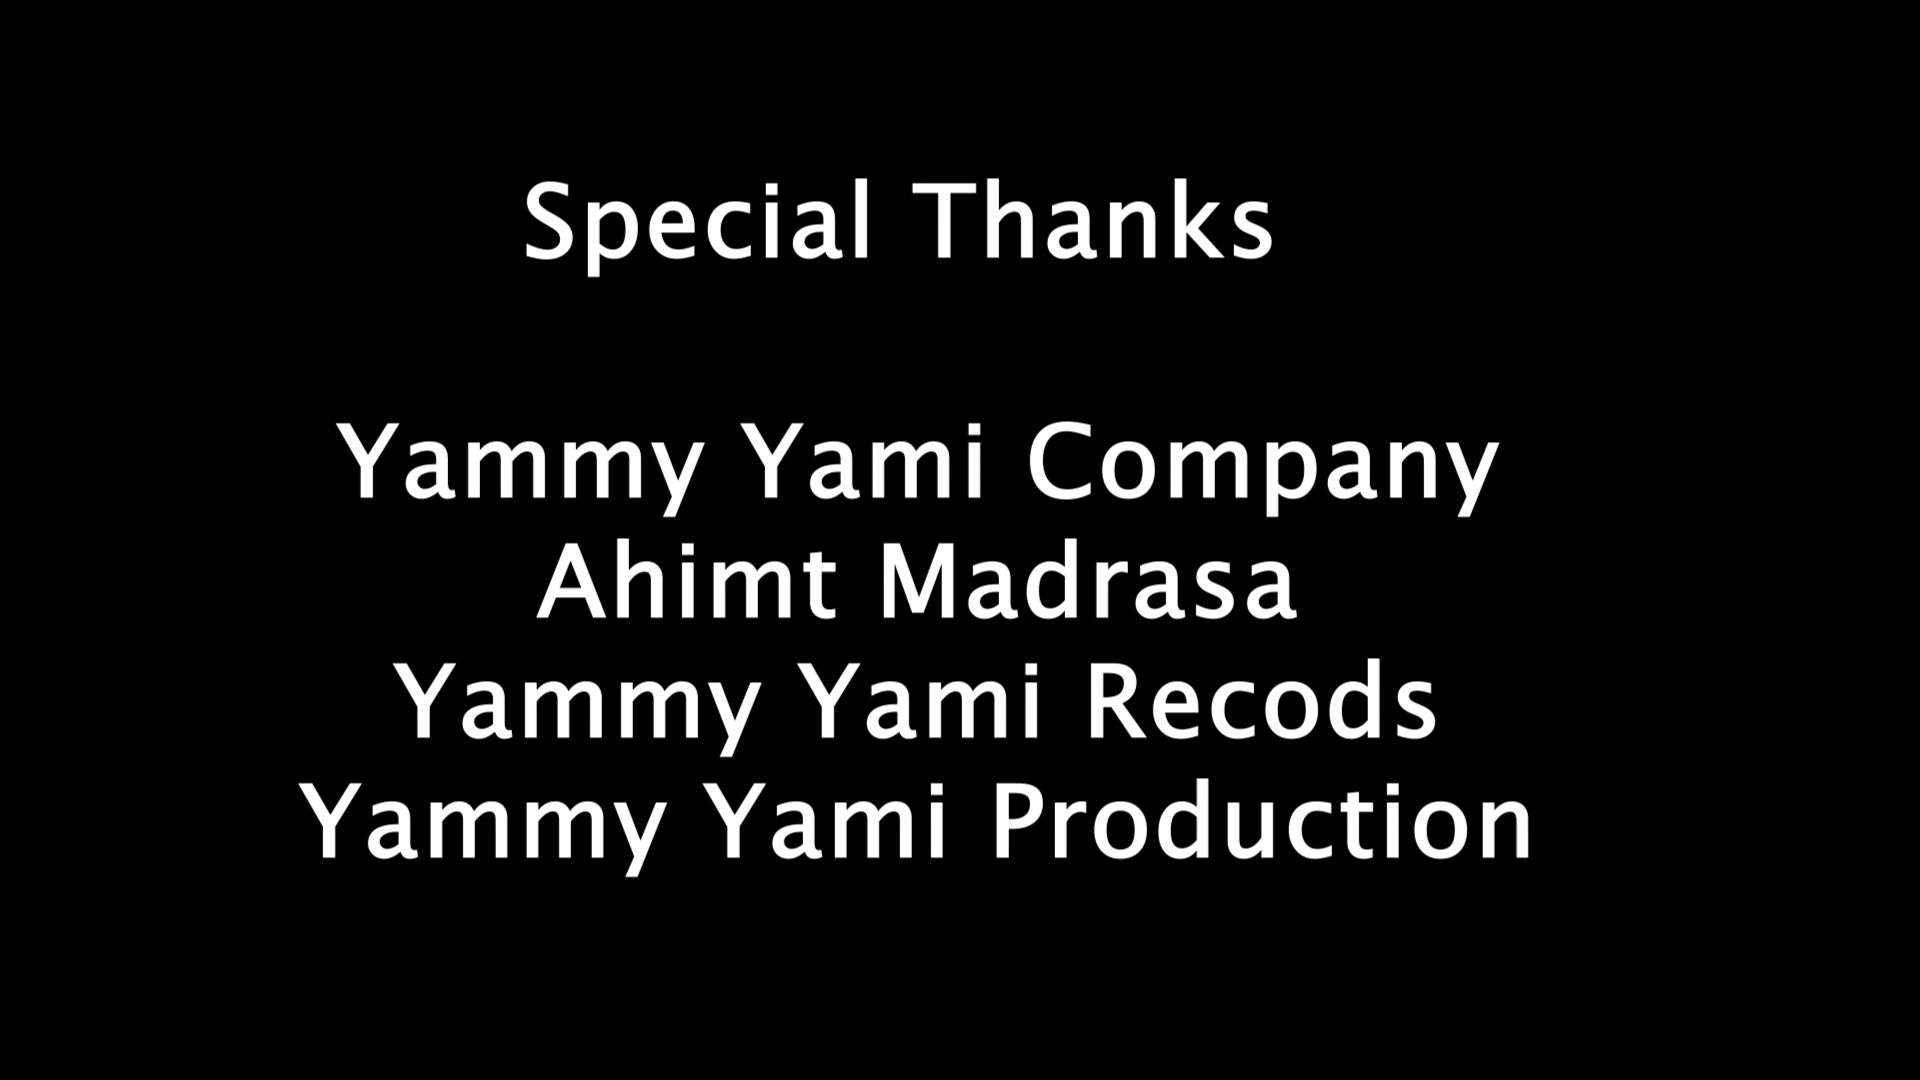 Special Thanks
Yammy Yami Company
Ahimt Madrasa
Yammy Yami Recods
Yammy Yami Production